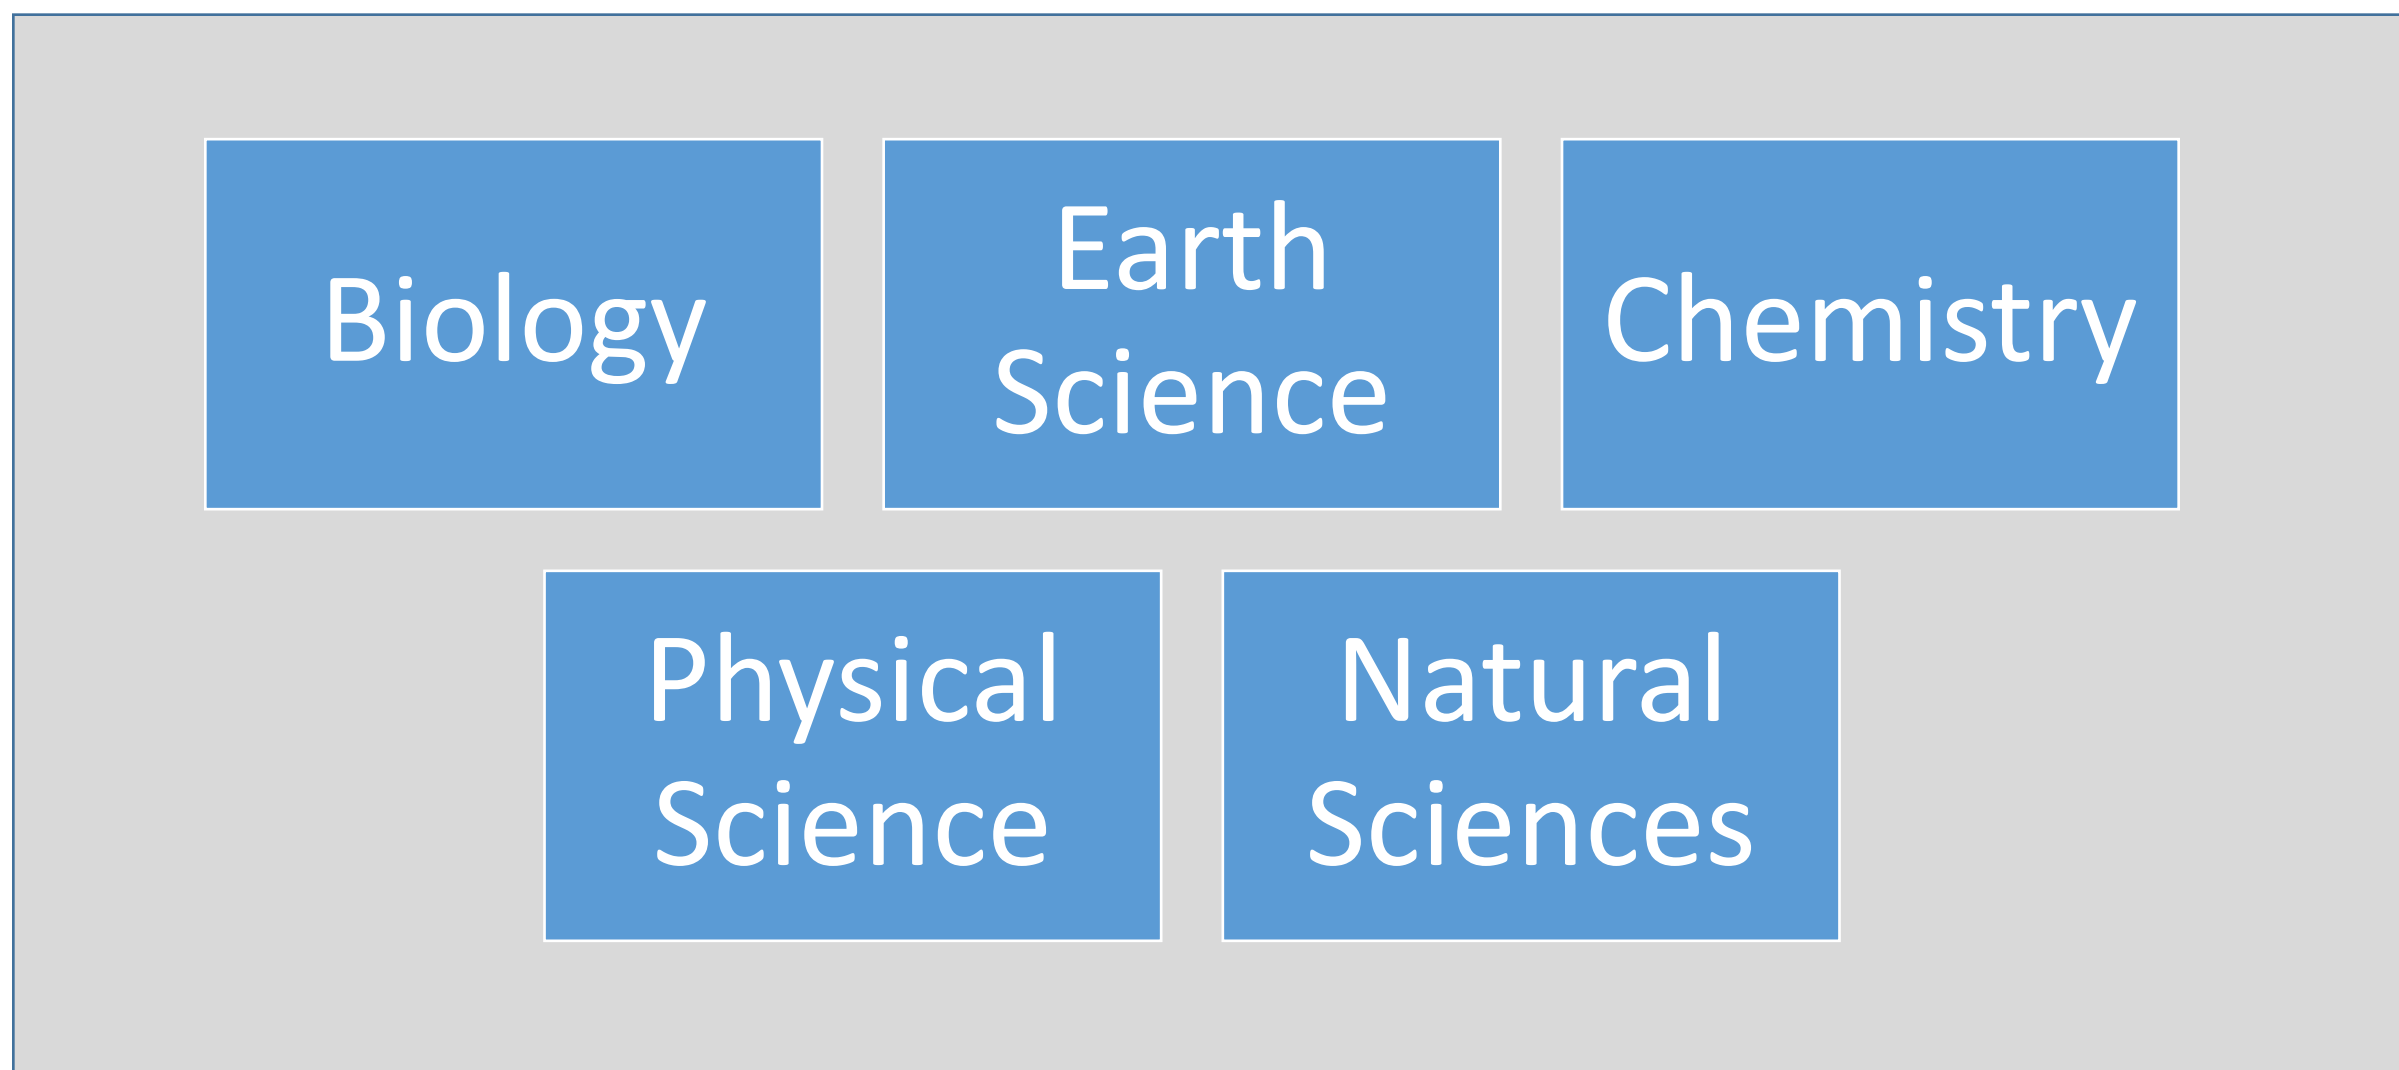 Biology
Earth
Science
Chemistry
Physical
Science
Natural
Sciences